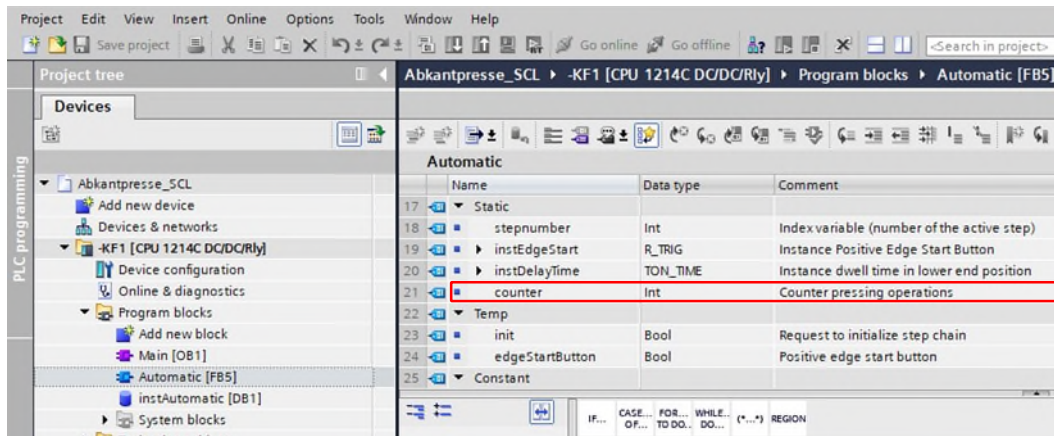 Project Edit View Insert Online Options Tools Window Help
Save project Go online Go offline <Search in project>
Project tree
Abkantpresse_SCL -KF1 [CPU 1214C DC/DC/Rly] Program blocks Automatic [FB5]
Devices
PLC programming
Abkantpresse_SCL
Add new device
Devices & networks
-KF1 [CPU 1214C DC/DC/Rly]
Device configuration
Online & diagnostics
Program blocks
Add new block
Main [OB1]
Automatic [FB5]
instAutomatic [DB1]
System blocks
Automatic
Name Data type Comment
17 Static
18 stepnumber Int Index variable (number of the active step)
19 instEdgeStart R_TRIG Instance Positive Edge Start Button
20 instDelayTime TON_TIME Instance dwell time in lower end position
21 counter Int Counter pressing operations
22 Temp
23 init Bool Request to initialize step chain
24 edgeStartButton Bool Positive edge start button
25 Constant
IF... CASE... FOR... WHILE.. (*...*) REGION
OF... TO DO.. DO...